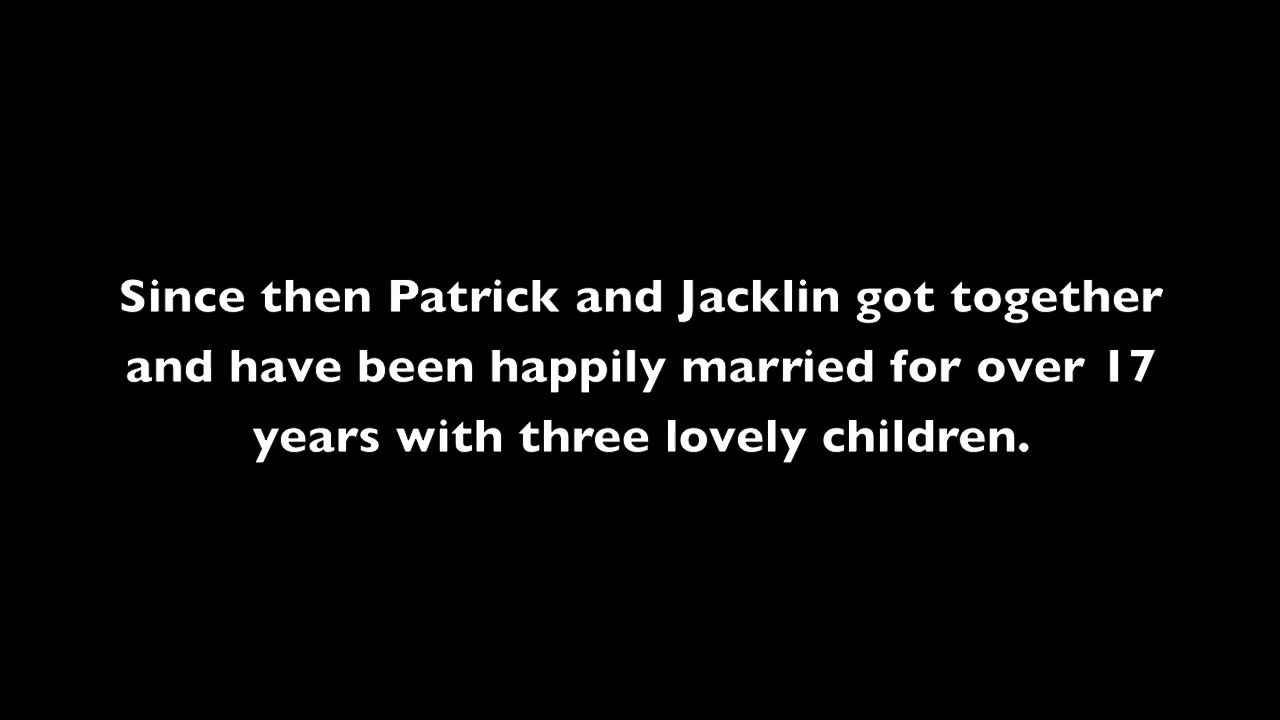 Since then Patrick and Jacklin got together
and have been happily married for over 17
years with three lovely children.